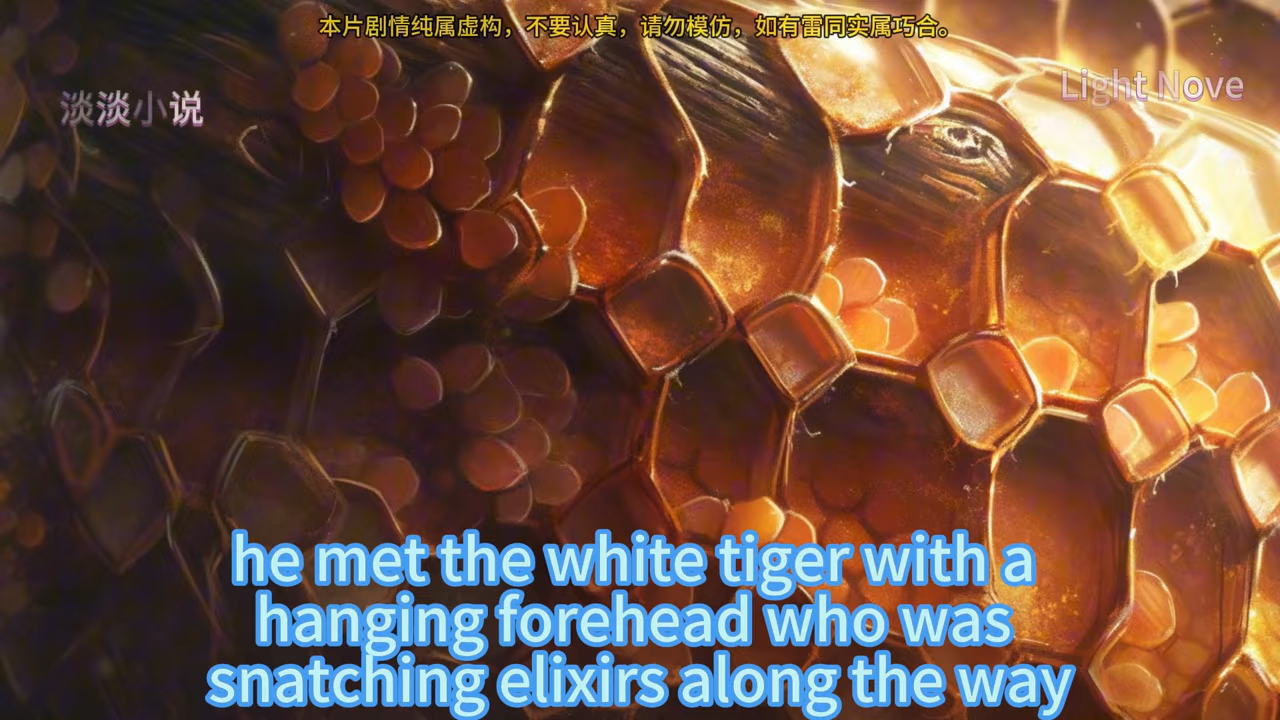 本片剧情纯属虚构，不要认真，请勿模仿，如有雷同实属巧合。
淡淡小说
Light Nove
he met the white tiger with a
hanging forehead who was
snatching elixirs along the way